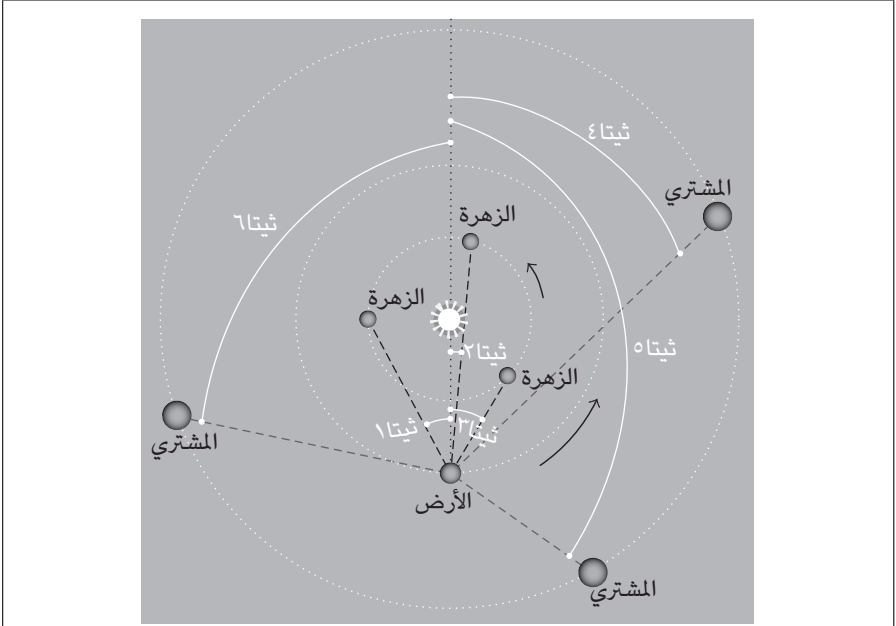 ثيتا٤
المشتري
الزهرة
ثيتا٦
الزهرة
ثيتا٢
ثيتا٥
الزهرة
ثيتا١
ثيتا٣
المشتري
الأرض
المشتري